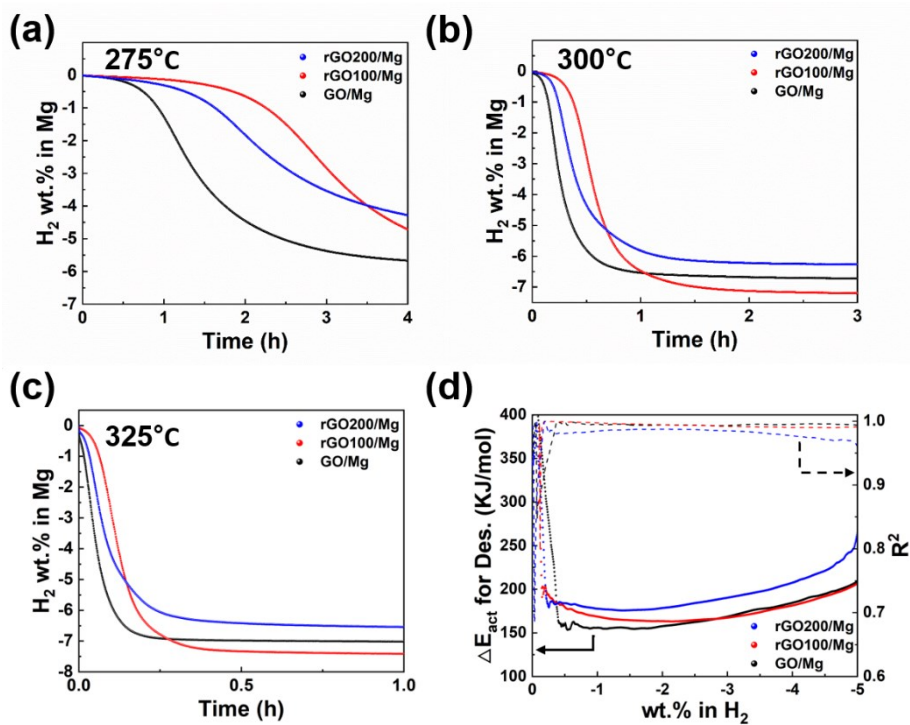 (a)
275°C
rGO200/Mg
rGO100/Mg
GO/Mg
H₂ wt.% in Mg
0
-1
-2
-3
-4
-5
-6
-7
0 1 2 3 4
Time (h)
(b)
300°C
rGO200/Mg
rGO100/Mg
GO/Mg
H₂ wt.% in Mg
0
-1
-2
-3
-4
-5
-6
-7
0 1 2 3
Time (h)
(c)
325°C
rGO200/Mg
rGO100/Mg
GO/Mg
H₂ wt.% in Mg
0
-1
-2
-3
-4
-5
-6
-7
-8
0.0 0.5 1.0
Time (h)
(d)
△E_act for Des. (KJ/mol)
400
350
300
250
200
150
100
1.0
0.9
0.8
0.7
0.6
R²
rGO200/Mg
rGO100/Mg
GO/Mg
0 -1 -2 -3 -4 -5
wt.% in H₂